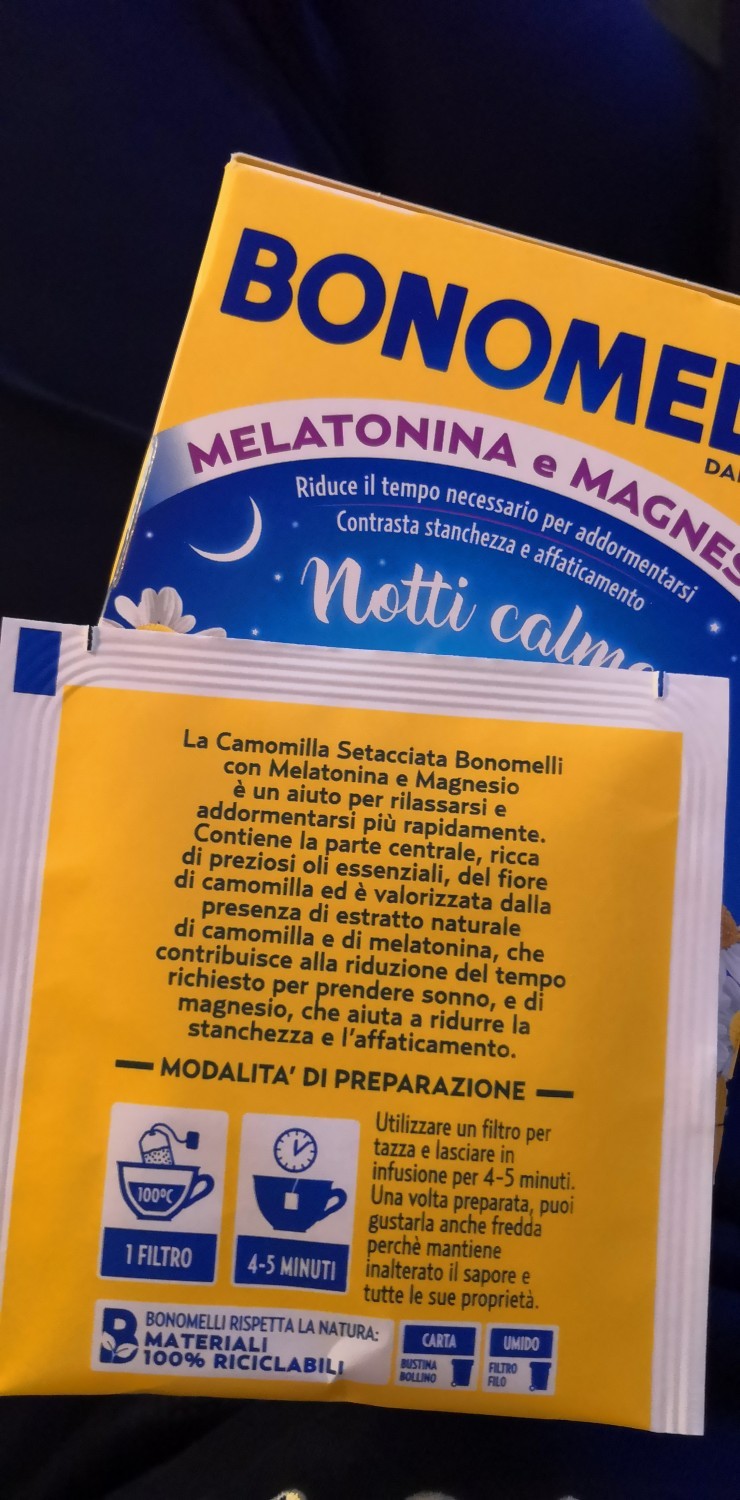 BONOMEL
MELATONINA e MAGNES
Riduce il tempo necessario per addormentarsi
Contrasta stanchezza e affaticamento
Notti calme
La Camomilla Setacciata Bonomelli
con Melatonina e Magnesio
è un aiuto per rilassarsi e
addormentarsi più rapidamente.
Contiene la parte centrale, ricca
di preziosi oli essenziali, del fiore
di camomilla ed è valorizzata dalla
presenza di estratto naturale
di camomilla e di melatonina, che
contribuisce alla riduzione del tempo
richiesto per prendere sonno, e di
magnesio, che aiuta a ridurre la
stanchezza e l'affaticamento.
MODALITA' DI PREPARAZIONE
100°C
1 FILTRO
4-5 MINUTI
Utilizzare un filtro per
tazza e lasciare in
infusione per 4-5 minuti.
Una volta preparata, puoi
gustarla anche fredda
perchè mantiene
inalterato il sapore e
tutte le sue proprietà.
B
BONOMELLI RISPETTA LA NATURA:
MATERIALI
100% RICICLABILI
CARTA
BUSTINA
BOLLINO
UMIDO
FILTRO
FILO